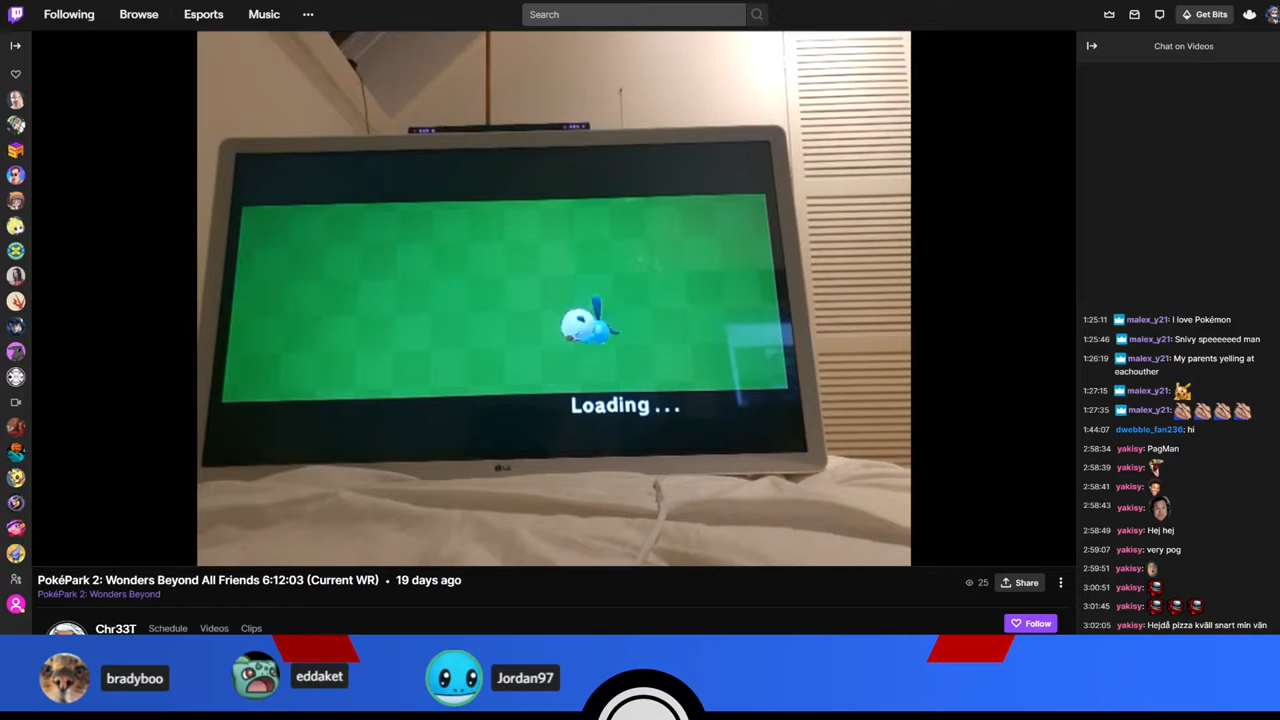 Following
Browse
Esports
Music
Search
Get Bits
Chat on Videos
LG
Loading...
1:25:11 malex_y21: I love Pokémon
1:25:46 malex_y21: Snivy speeeeeed man
1:26:19 malex_y21: My parents yelling at
eachouther
1:27:15 malex_y21:
1:27:35 malex_y21:
1:44:07 dwebble_fan236: hi
2:58:34 yakisy: PagMan
2:58:39 yakisy:
2:58:41 yakisy:
2:58:43 yakisy:
2:58:49 yakisy: Hej hej
2:59:07 yakisy: very pog
2:59:51 yakisy:
3:00:51 yakisy:
3:01:45 yakisy:
3:02:05 yakisy: Hejdå pizza kväll snart min vän
PokéPark 2: Wonders Beyond All Friends 6:12:03 (Current WR) • 19 days ago
25
Share
PokéPark 2: Wonders Beyond
Chr33T
Schedule
Videos
Clips
Follow
bradyboo
eddaket
Jordan97